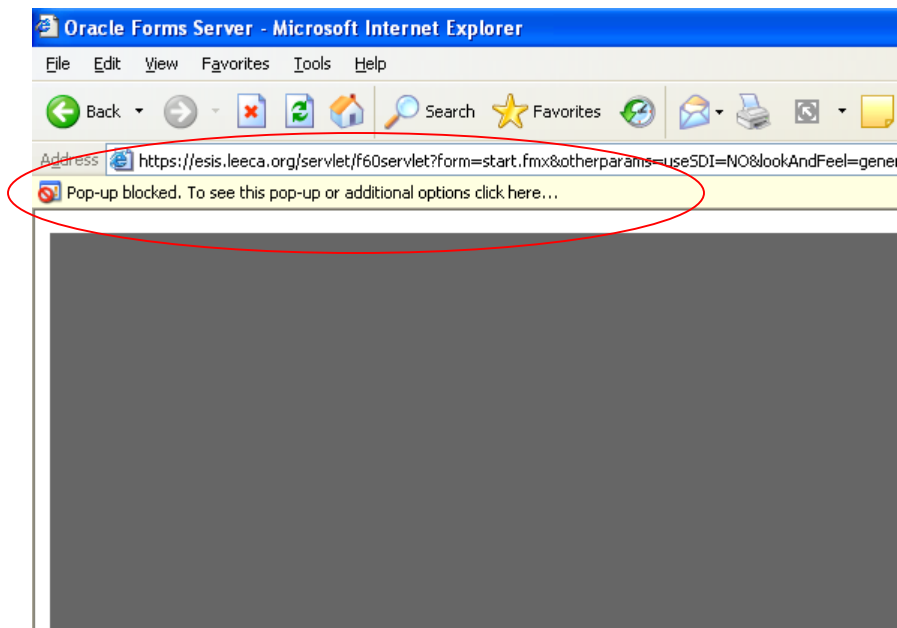 Oracle Forms Server - Microsoft Internet Explorer
File Edit View Favorites Tools Help
Back Search Favorites
Address https://esis.leeca.org/servlet/f60servlet?form=start.fmx&otherparams=useSDI=NO&lookAndFeel=gener
Pop-up blocked. To see this pop-up or additional options click here...